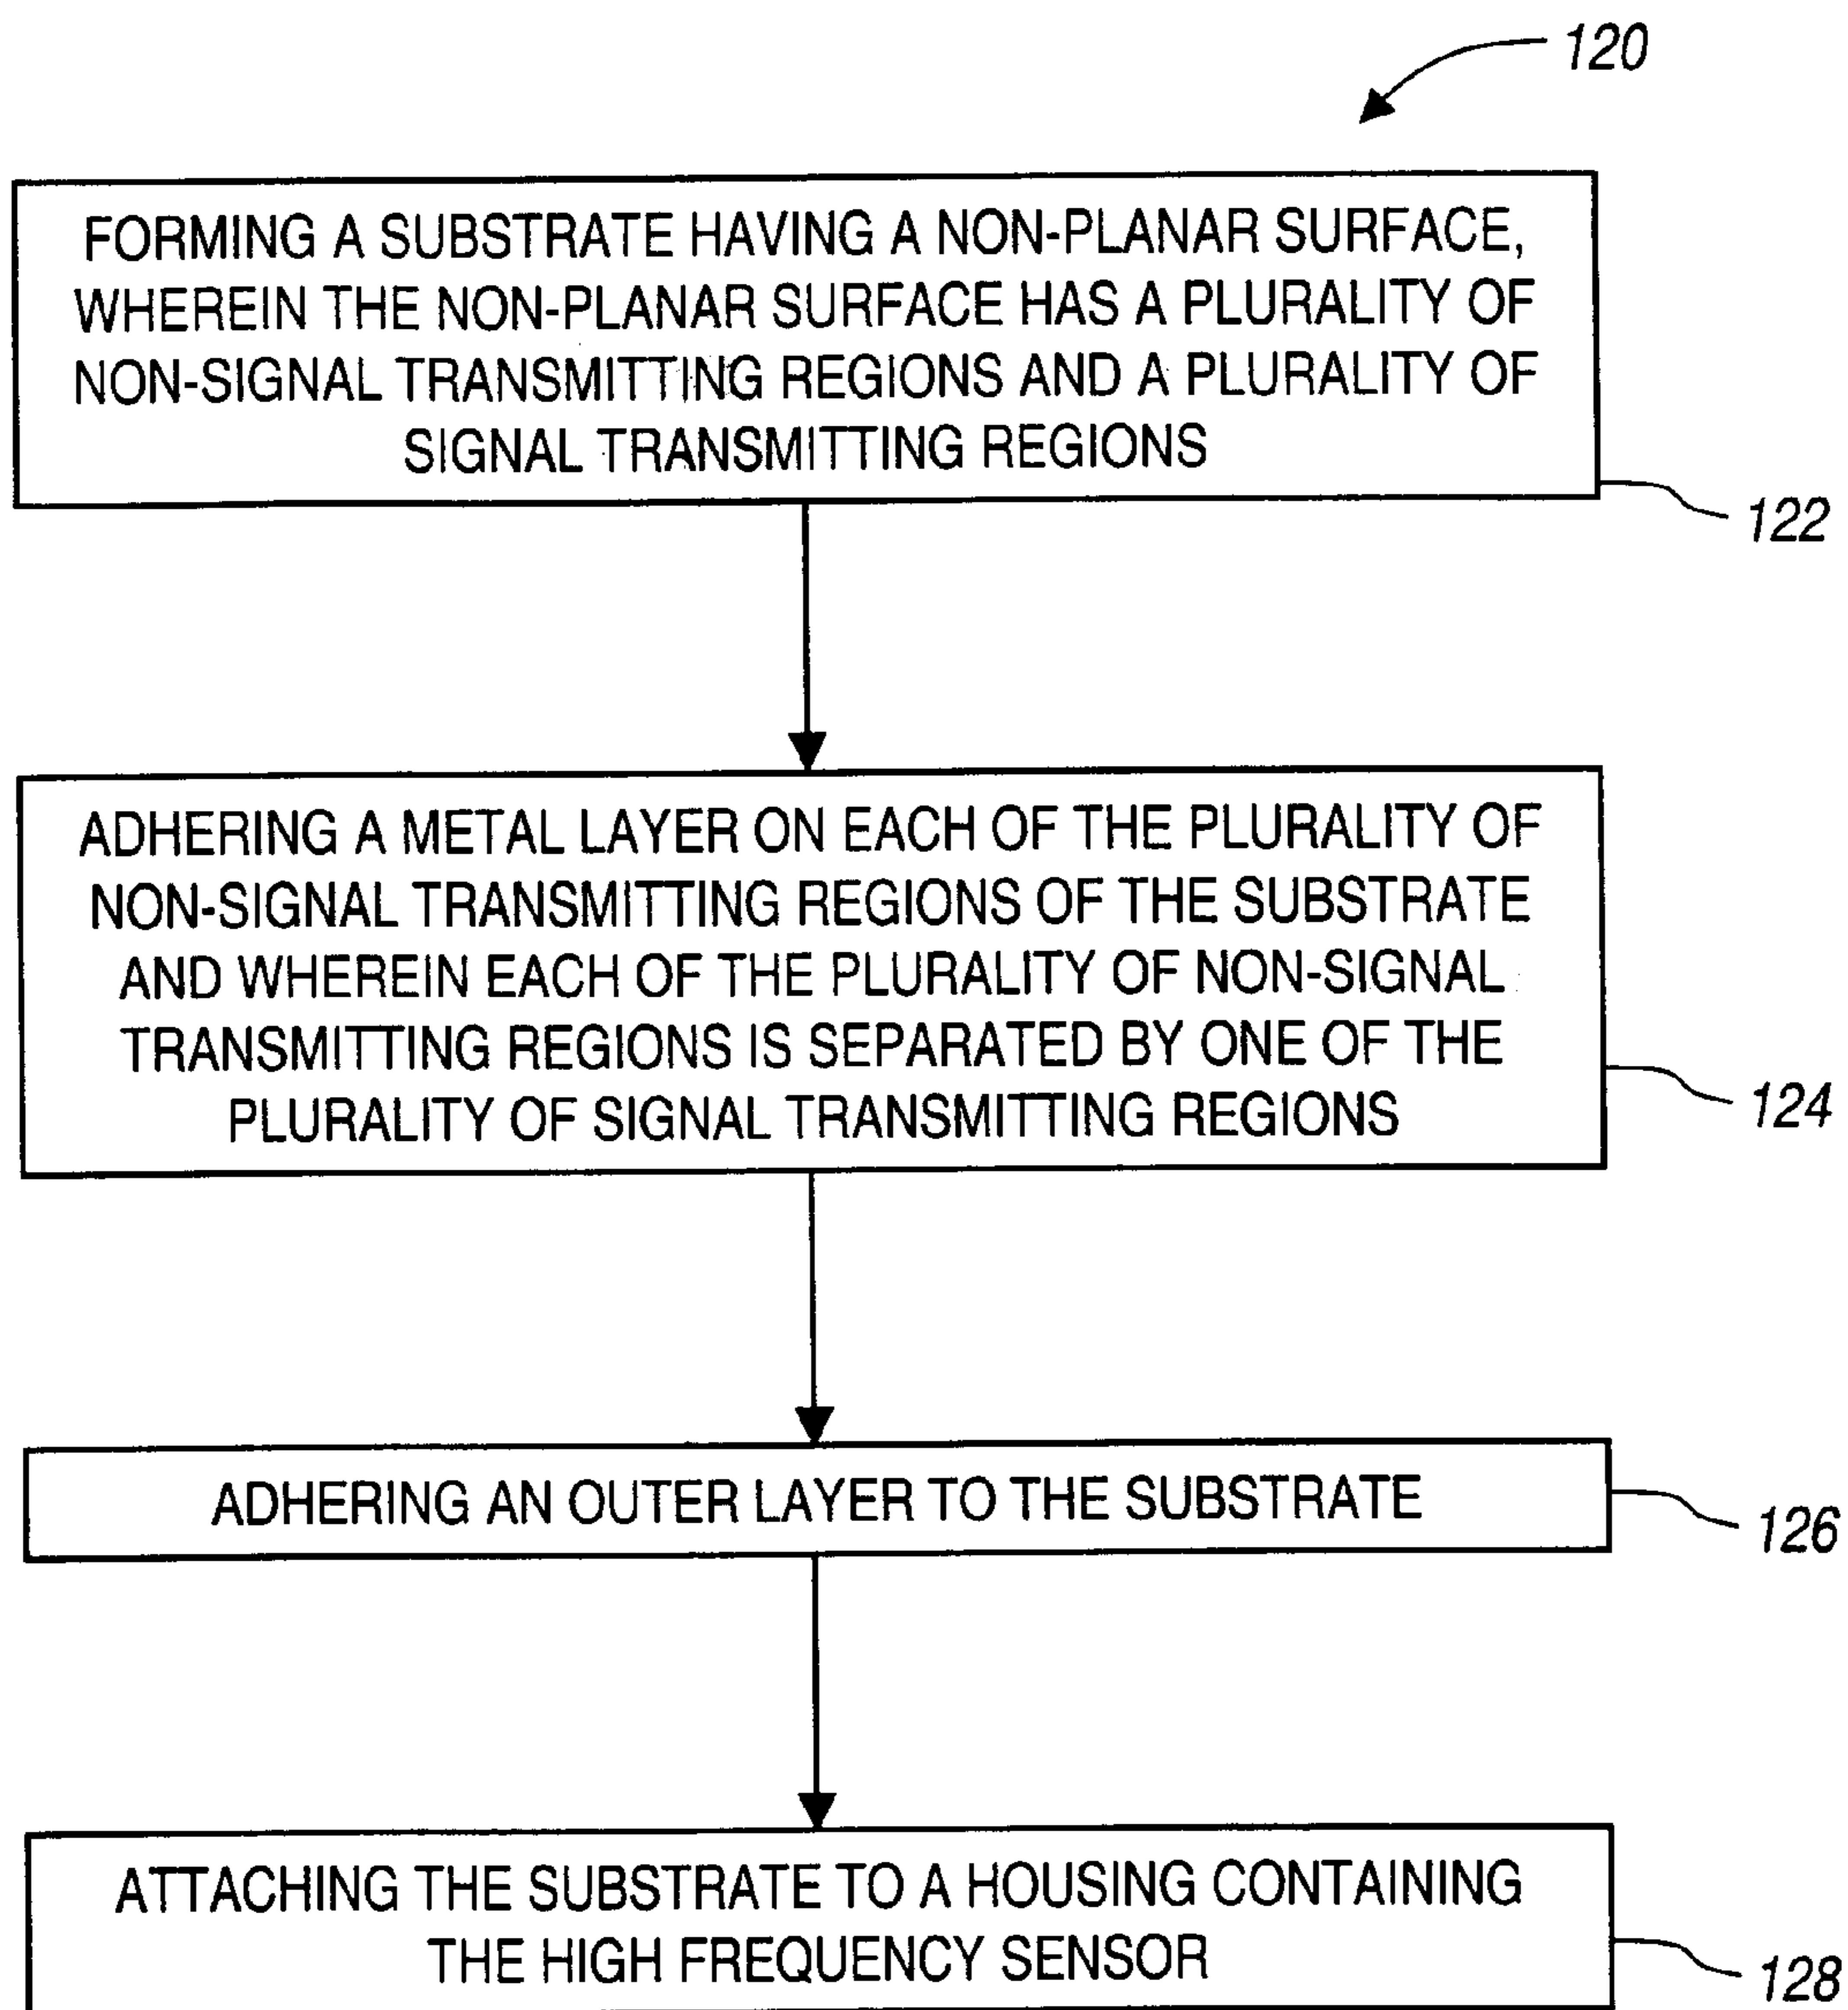 120
FORMING A SUBSTRATE HAVING A NON-PLANAR SURFACE,
WHEREIN THE NON-PLANAR SURFACE HAS A PLURALITY OF
NON-SIGNAL TRANSMITTING REGIONS AND A PLURALITY OF
SIGNAL TRANSMITTING REGIONS
122
ADHERING A METAL LAYER ON EACH OF THE PLURALITY OF
NON-SIGNAL TRANSMITTING REGIONS OF THE SUBSTRATE
AND WHEREIN EACH OF THE PLURALITY OF NON-SIGNAL
TRANSMITTING REGIONS IS SEPARATED BY ONE OF THE
PLURALITY OF SIGNAL TRANSMITTING REGIONS
124
ADHERING AN OUTER LAYER TO THE SUBSTRATE
126
ATTACHING THE SUBSTRATE TO A HOUSING CONTAINING
THE HIGH FREQUENCY SENSOR
128